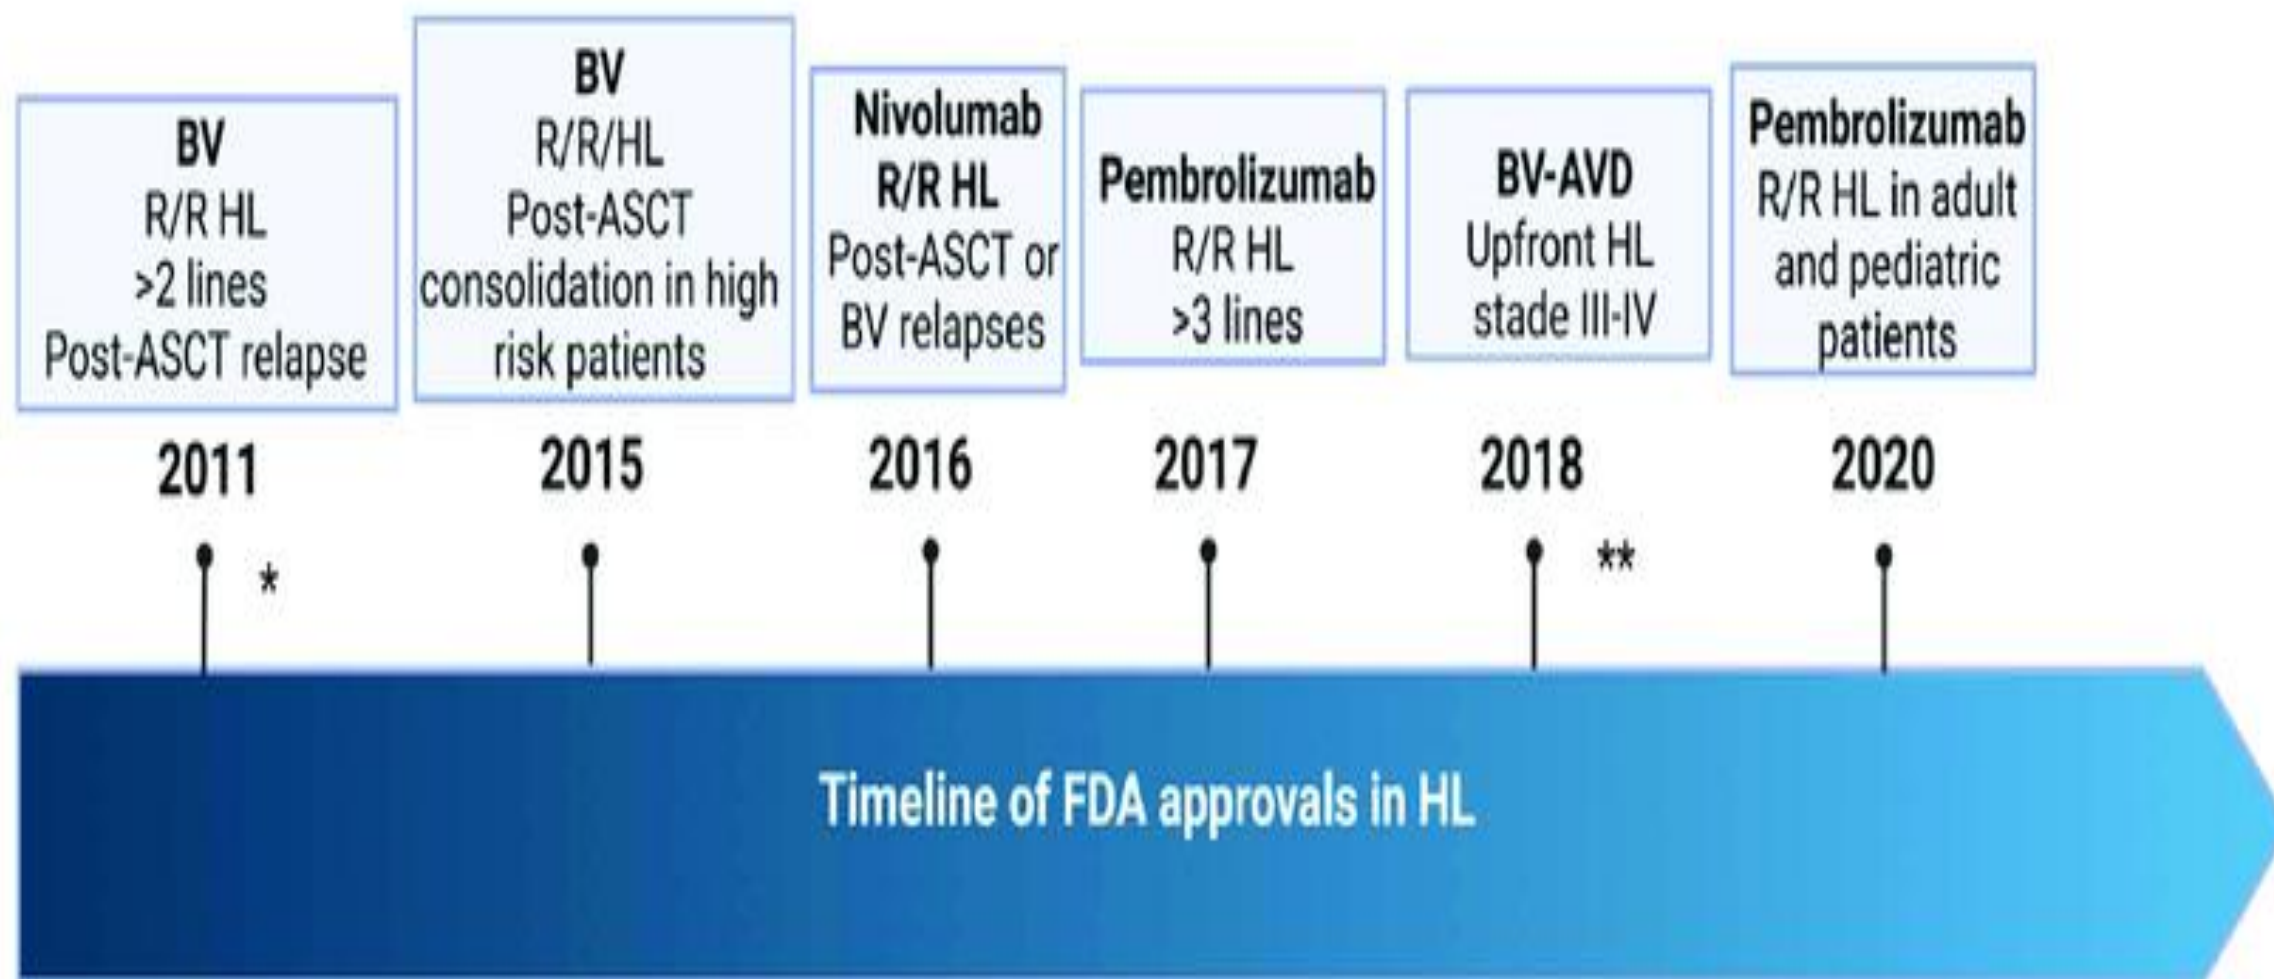 BV
R/R HL
>2 lines
Post-ASCT relapse
2011
*
BV
R/R/HL
Post-ASCT
consolidation in high
risk patients
2015
Nivolumab
R/R HL
Post-ASCT or
BV relapses
2016
Pembrolizumab
R/R HL
>3 lines
2017
BV-AVD
Upfront HL
stade III-IV
2018
**
Pembrolizumab
R/R HL in adult
and pediatric
patients
2020
Timeline of FDA approvals in HL